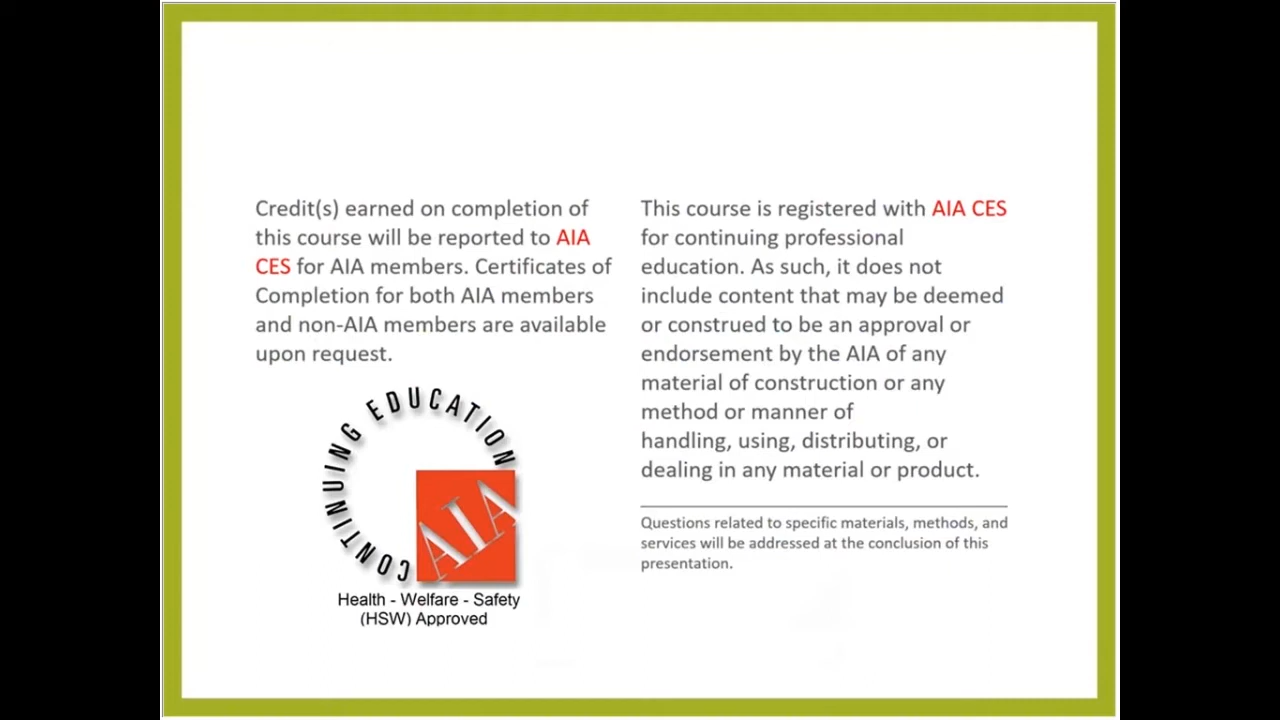 Credit(s) earned on completion of
this course will be reported to AIA
CES for AIA members. Certificates of
Completion for both AIA members
and non-AIA members are available
upon request.
CONTINUING EDUCATION
AIA
Health - Welfare - Safety
(HSW) Approved
This course is registered with AIA CES
for continuing professional
education. As such, it does not
include content that may be deemed
or construed to be an approval or
endorsement by the AIA of any
material of construction or any
method or manner of
handling, using, distributing, or
dealing in any material or product.
Questions related to specific materials, methods, and
services will be addressed at the conclusion of this
presentation.